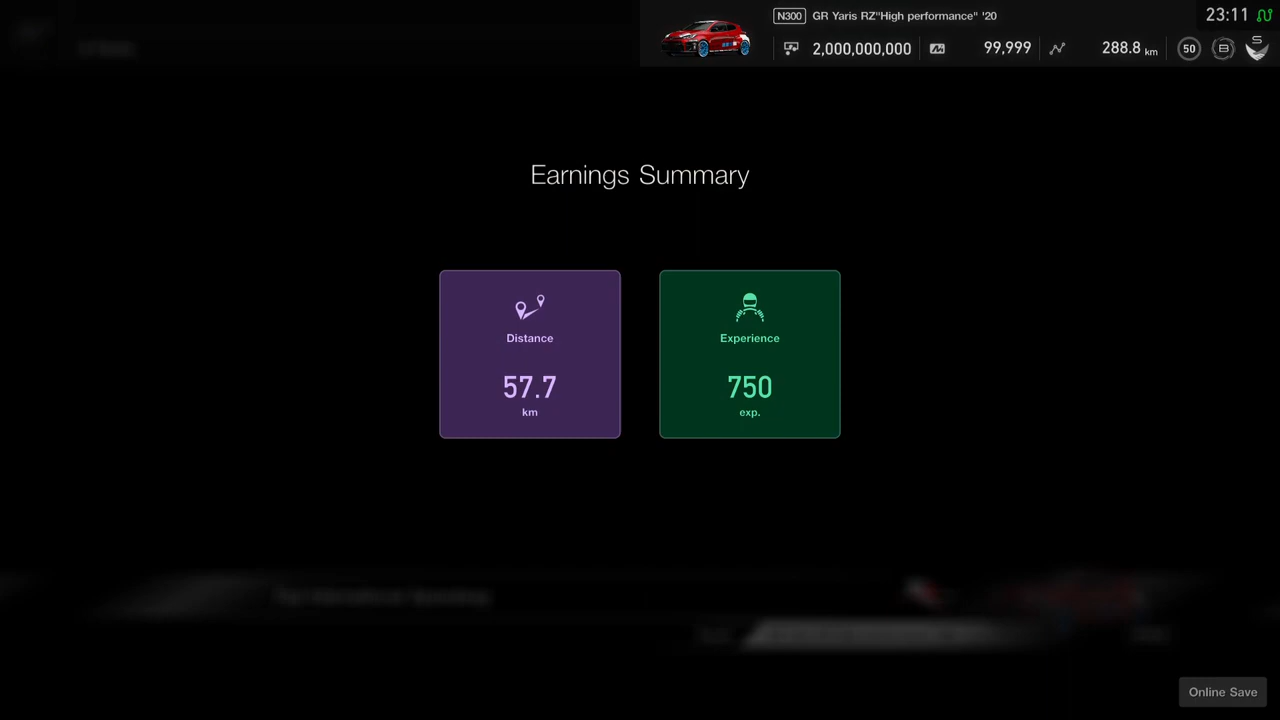 N300 GR Yaris RZ"High performance" '20
23:11
2,000,000,000 99,999 288.8 km 50 B S
Earnings Summary
Distance
57.7
km
Experience
750
exp.
Online Save